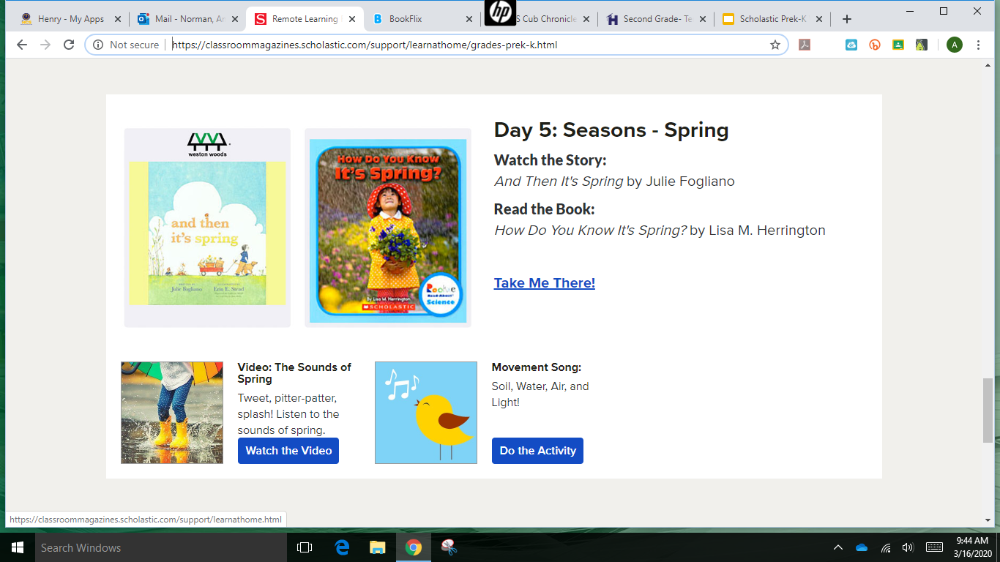 Henry - My Apps
Mail - Norman, An
Remote Learning
BookFlix
hp
S Cub Chronicle
Second Grade- Te
Scholastic Prek-K
Not secure
https://classroommagazines.scholastic.com/support/learnathome/grades-prek-k.html
A
weston woods
and then
it's spring
Julie Fogliano
Erin E. Stead
How Do You Know
It's Spring?
By Lisa M. Herrington
Rookie
Read-About
Science
SCHOLASTIC
Day 5: Seasons - Spring
Watch the Story:
And Then It's Spring by Julie Fogliano
Read the Book:
How Do You Know It's Spring? by Lisa M. Herrington
Take Me There!
Video: The Sounds of
Spring
Tweet, pitter-patter,
splash! Listen to the
sounds of spring.
Watch the Video
Movement Song:
Soil, Water, Air, and
Light!
Do the Activity
https://classroommagazines.scholastic.com/support/learnathome.html
Search Windows
9:44 AM
3/16/2020